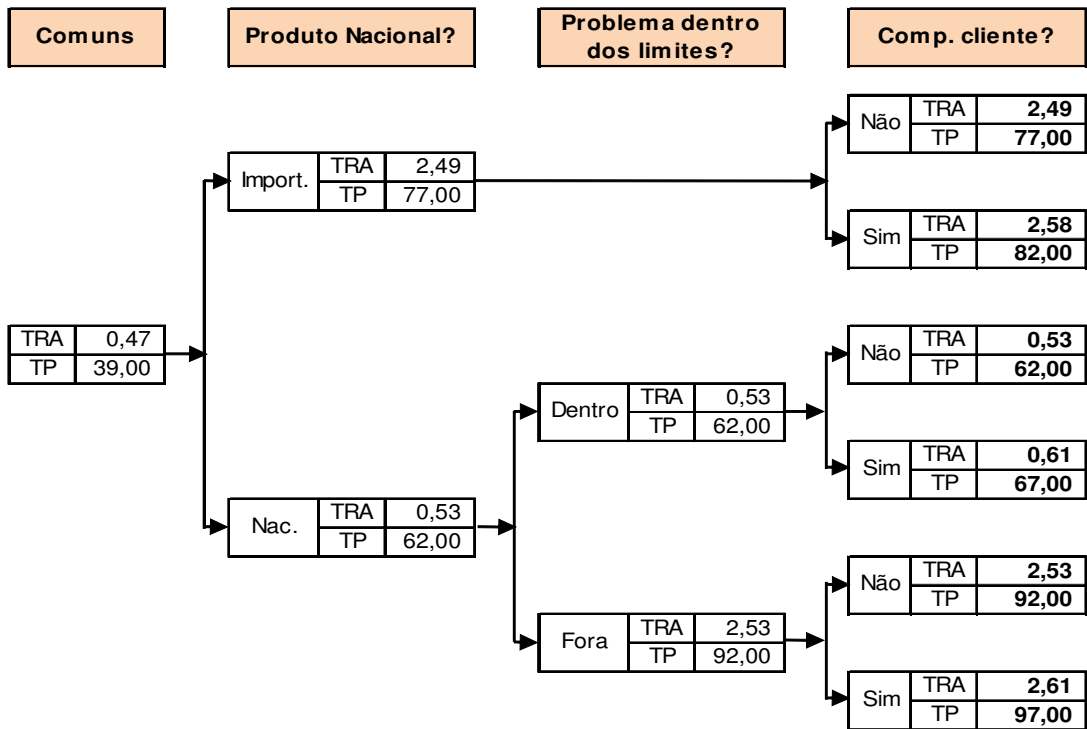 Comuns
Produto Nacional?
Problema dentro
dos limites?
Comp. cliente?
Não TRA 2,49
TP 77,00
Import. TRA 2,49
TP 77,00
Sim TRA 2,58
TP 82,00
TRA 0,47
TP 39,00
Não TRA 0,53
TP 62,00
Dentro TRA 0,53
TP 62,00
Sim TRA 0,61
TP 67,00
Nac. TRA 0,53
TP 62,00
Não TRA 2,53
TP 92,00
Fora TRA 2,53
TP 92,00
Sim TRA 2,61
TP 97,00